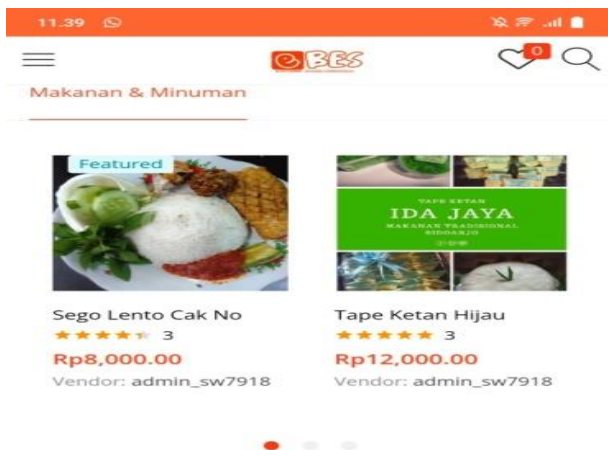 11.39
e BES
0
Makanan & Minuman
Featured
TAPE KETAN
IDA JAYA
MAKANAN TRADISIONAL
SIDOARJO
Sego Lento Cak No
3
Rp8,000.00
Vendor: admin_sw7918
Tape Ketan Hijau
3
Rp12,000.00
Vendor: admin_sw7918